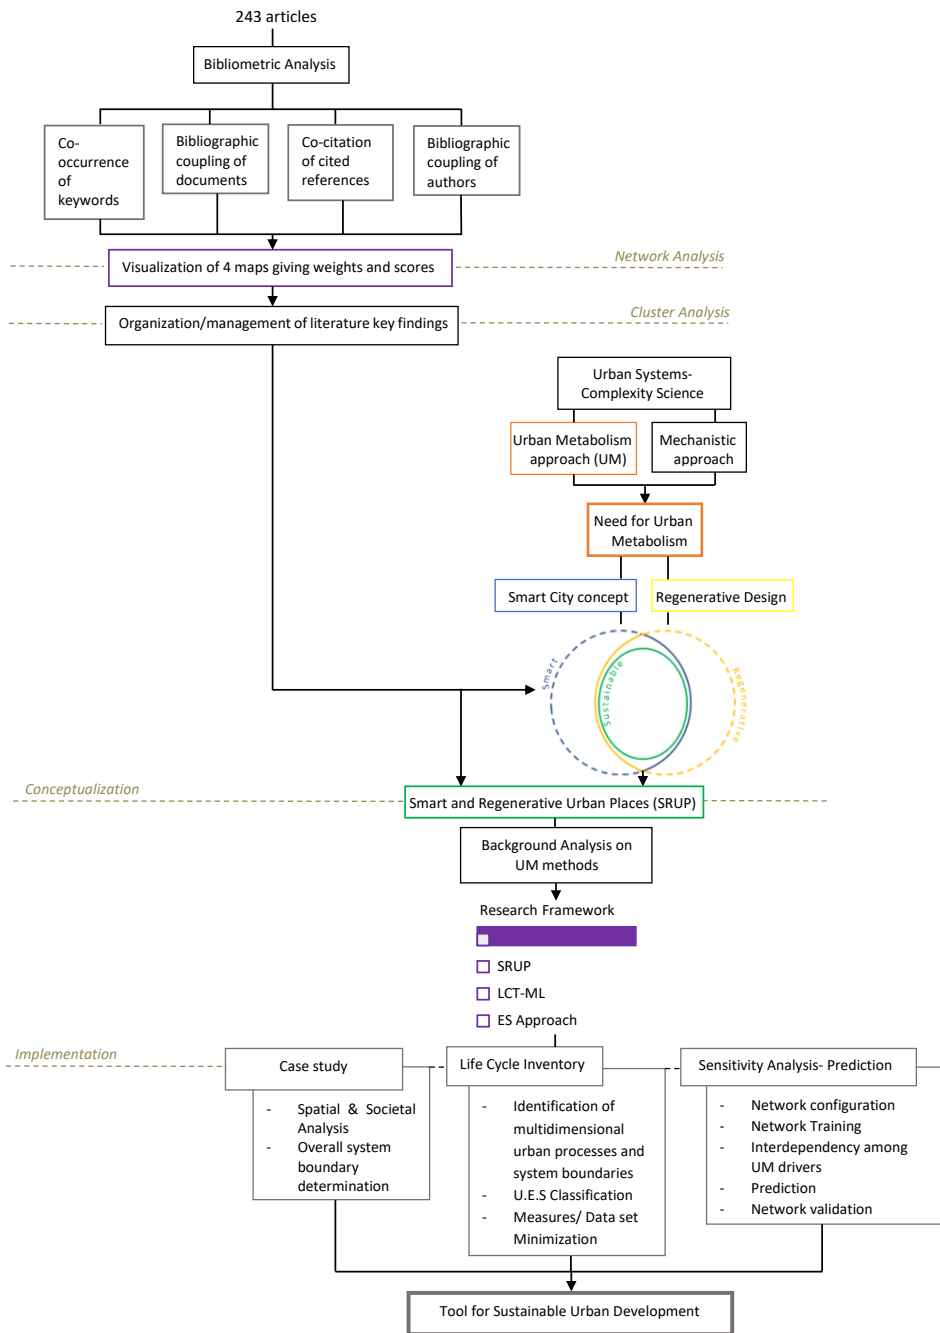 243 articles
Bibliometric Analysis
Co-
occurrence
of
keywords
Bibliographic
coupling of
documents
Co-citation
of cited
references
Bibliographic
coupling of
authors
Network Analysis
Visualization of 4 maps giving weights and scores
Cluster Analysis
Organization/management of literature key findings
Urban Systems-
Complexity Science
Urban Metabolism
approach (UM)
Mechanistic
approach
Need for Urban
Metabolism
Smart City concept
Regenerative Design
Smart
Sustainable
Regenerative
Conceptualization
Smart and Regenerative Urban Places (SRUP)
Background Analysis on
UM methods
Research Framework
SRUP
LCT-ML
ES Approach
Implementation
Case study
- Spatial & Societal
Analysis
- Overall system
boundary
determination
Life Cycle Inventory
- Identification of
multidimensional
urban processes and
system boundaries
- U.E.S Classification
- Measures/ Data set
Minimization
Sensitivity Analysis- Prediction
- Network configuration
- Network Training
- Interdependency among
UM drivers
- Prediction
- Network validation
Tool for Sustainable Urban Development